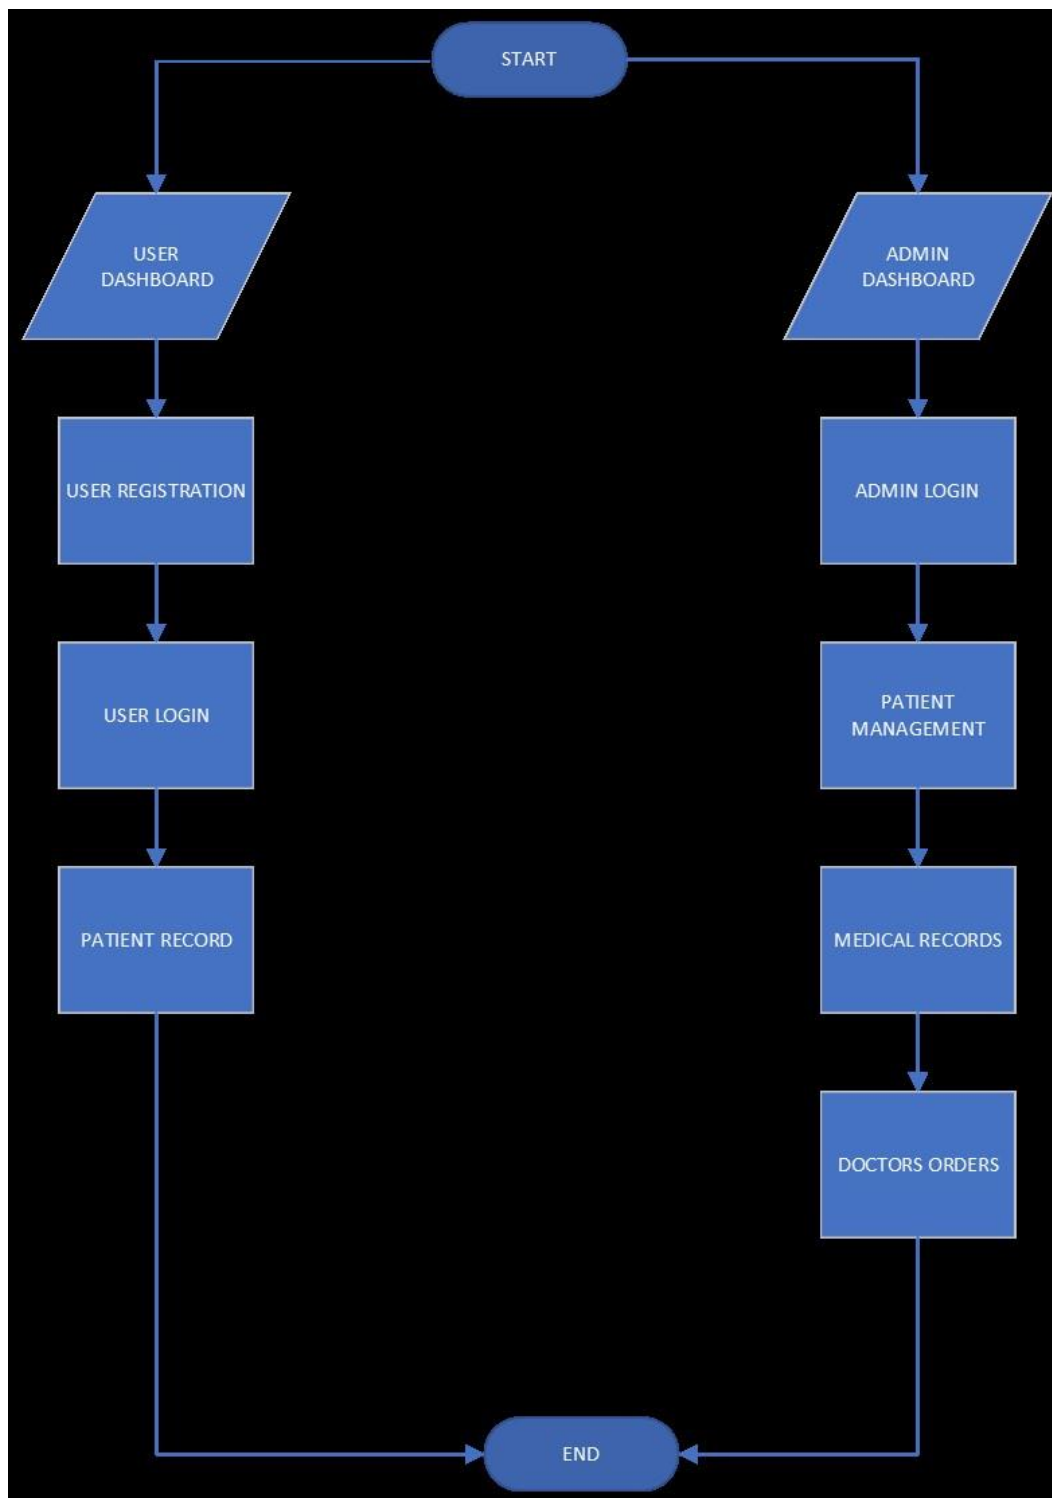 START
USER
DASHBOARD
ADMIN
DASHBOARD
USER REGISTRATION
ADMIN LOGIN
USER LOGIN
PATIENT
MANAGEMENT
PATIENT RECORD
MEDICAL RECORDS
DOCTORS ORDERS
END